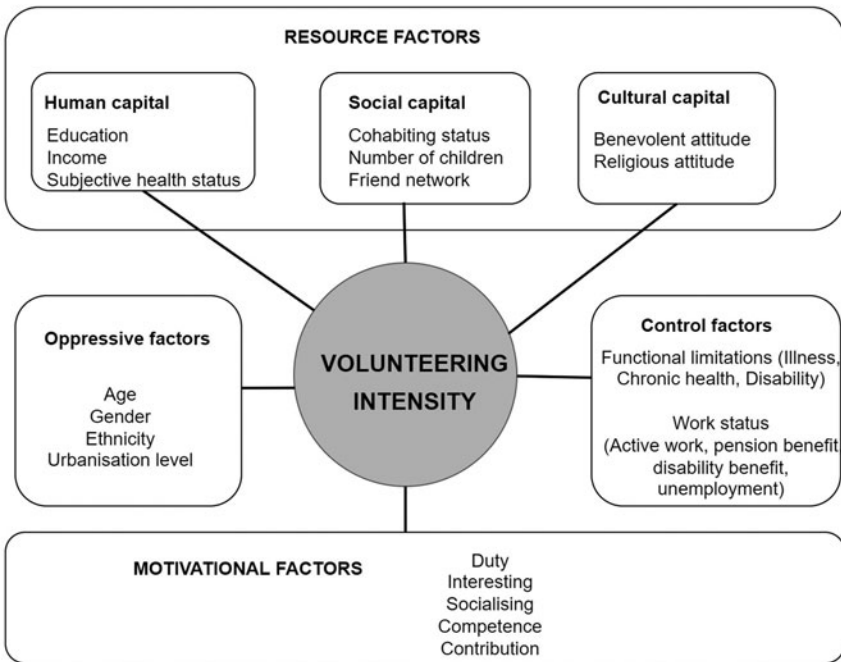 RESOURCE FACTORS
Human capital
Education
Income
Subjective health status
Social capital
Cohabiting status
Number of children
Friend network
Cultural capital
Benevolent attitude
Religious attitude
Oppressive factors
Age
Gender
Ethnicity
Urbanisation level
VOLUNTEERING
INTENSITY
Control factors
Functional limitations (Illness,
Chronic health, Disability)
Work status
(Active work, pension benefit,
disability benefit,
unemployment)
MOTIVATIONAL FACTORS
Duty
Interesting
Socialising
Competence
Contribution